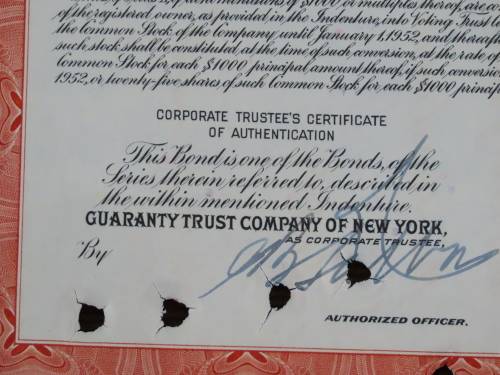 of the registered owner, as provided in the Indenture, into Voting Trust
the common Stock of the Company until January 1, 1952, and thereafter
such stock shall be constituted, at the time of such conversion, at the rate of
Common Stock for each $1000 principal amount thereof, if such conversion
1952, or twenty-five shares of such Common Stock for each $1000
CORPORATE TRUSTEE'S CERTIFICATE
OF AUTHENTICATION
This Bond is one of the Bonds, of the
Series therein referred to, described in
the within mentioned Indenture.
GUARANTY TRUST COMPANY OF NEW YORK,
AS CORPORATE TRUSTEE,
By
AUTHORIZED OFFICER.